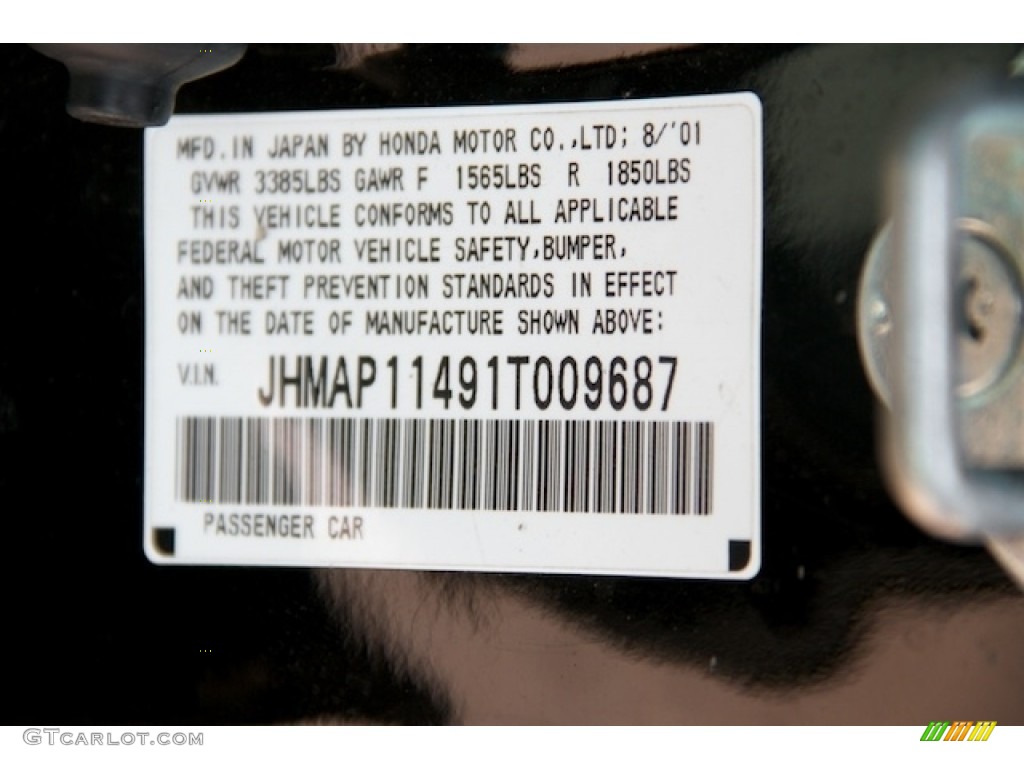 MFD. IN JAPAN BY HONDA MOTOR CO.,LTD; 8/'01
GVWR 3385LBS GAWR F 1565LBS R 1850LBS
THIS VEHICLE CONFORMS TO ALL APPLICABLE
FEDERAL MOTOR VEHICLE SAFETY,BUMPER,
AND THEFT PREVENTION STANDARDS IN EFFECT
ON THE DATE OF MANUFACTURE SHOWN ABOVE:
V.I.N. JHMAP11491T009687
PASSENGER CAR
GTCARLOT.COM